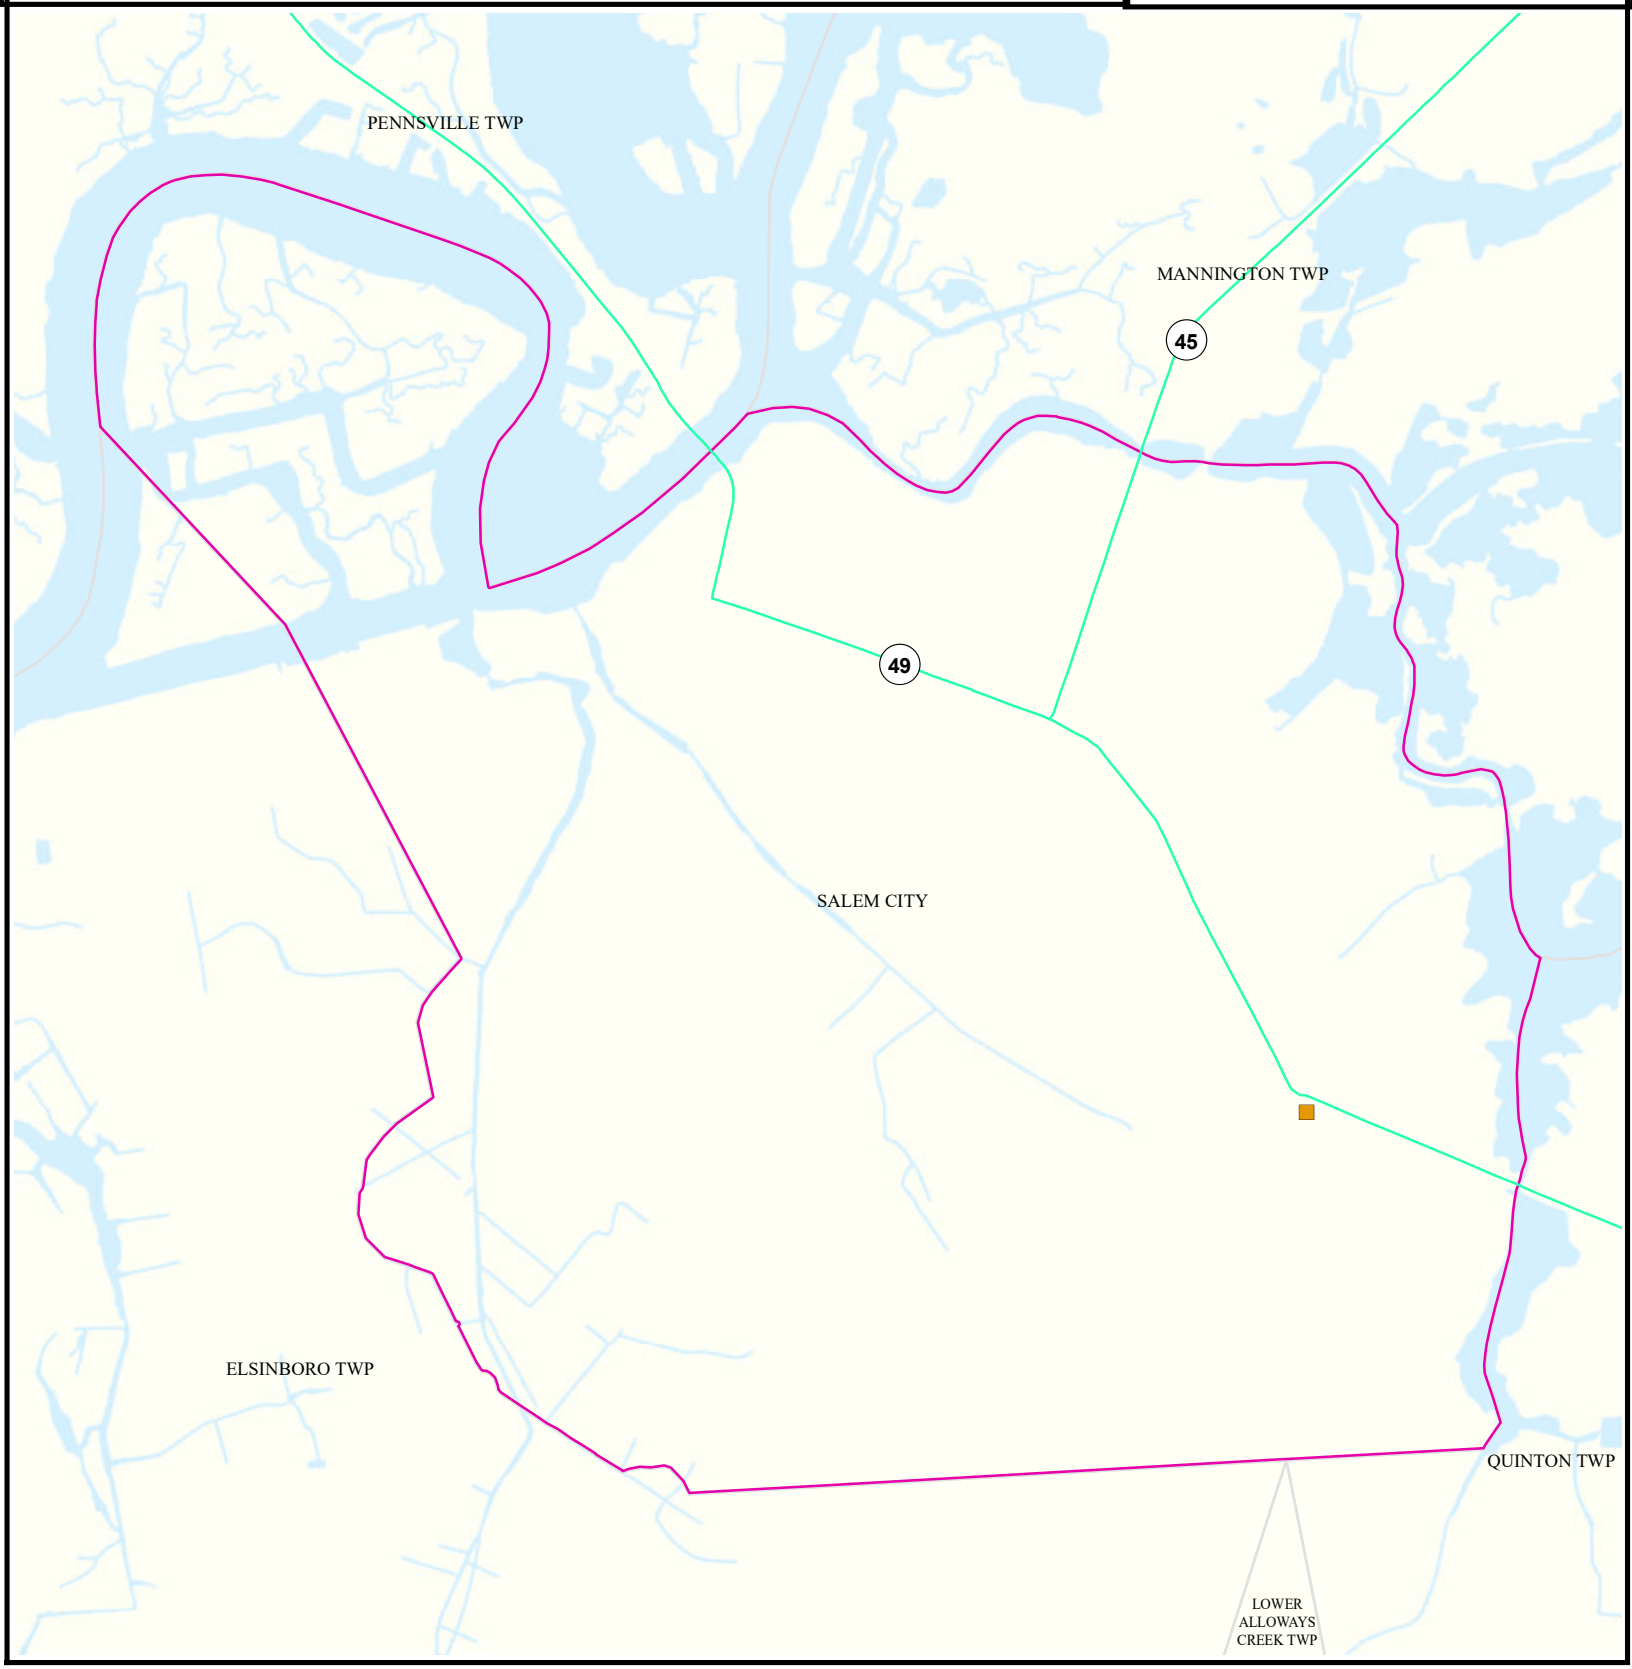 PENNSVILLE TWP
MANNINGTON TWP
45
49
SALEM CITY
ELSINBORO TWP
QUINTON TWP
LOWER
ALLOWAYS
CREEK TWP